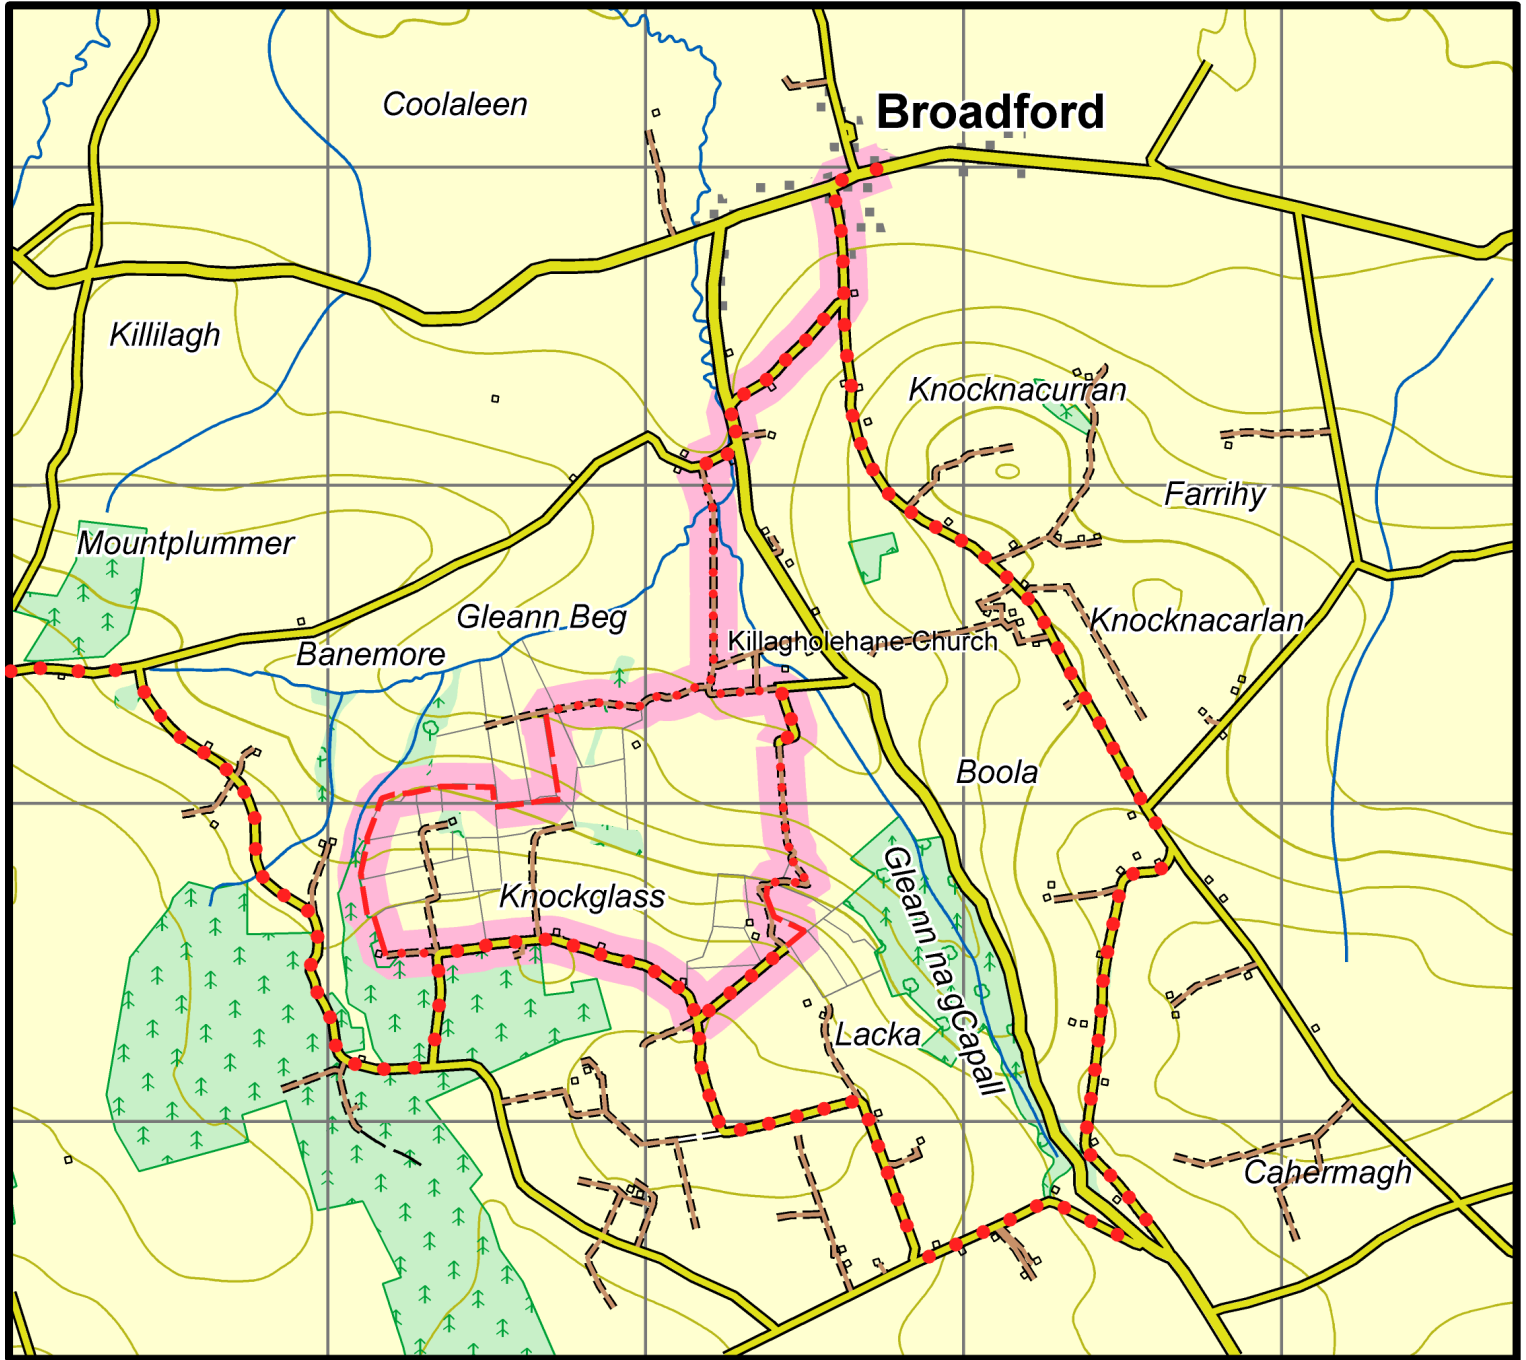 Coolaleen
Broadford
Killilagh
Knocknacurran
Farrihy
Mountplummer
Gleann Beg
Knocknacarlan
Killagholehane Church
Banemore
Boola
Knockglass
Gleann na gCapall
Lacka
Cahermagh